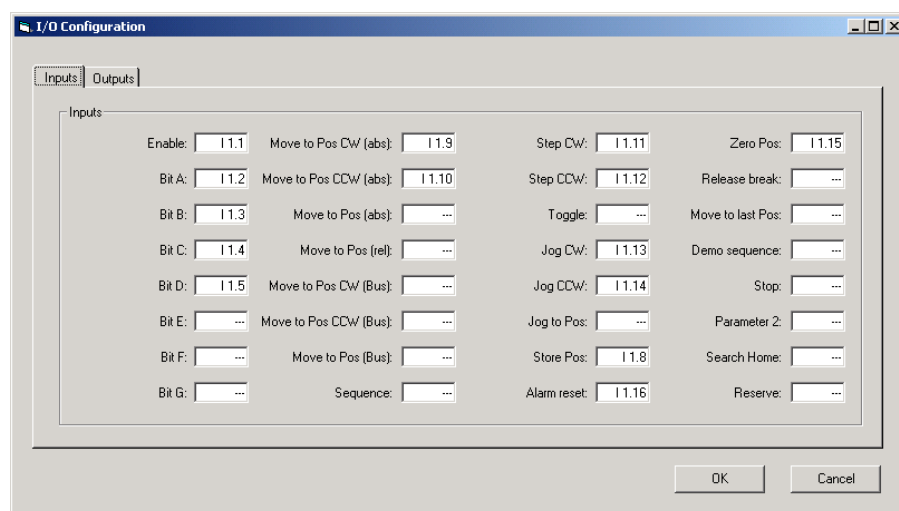 I/O Configuration
Inputs Outputs
Inputs
Enable: I 1.1 Move to Pos CW (abs): I 1.9 Step CW: I 1.11 Zero Pos: I 1.15
Bit A: I 1.2 Move to Pos CCW (abs): I 1.10 Step CCW: I 1.12 Release break: ---
Bit B: I 1.3 Move to Pos (abs): --- Toggle: --- Move to last Pos: ---
Bit C: I 1.4 Move to Pos (rel): --- Jog CW: I 1.13 Demo sequence: ---
Bit D: I 1.5 Move to Pos CW (Bus): --- Jog CCW: I 1.14 Stop: ---
Bit E: --- Move to Pos CCW (Bus): --- Jog to Pos: --- Parameter 2: ---
Bit F: --- Move to Pos (Bus): --- Store Pos: I 1.8 Search Home: ---
Bit G: --- Sequence: --- Alarm reset: I 1.16 Reserve: ---
OK Cancel